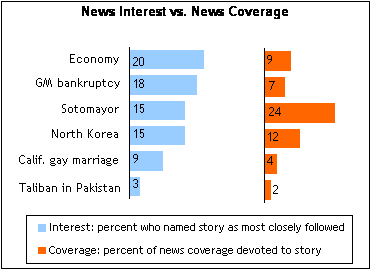 News Interest vs. News Coverage
Economy 20 9
GM bankruptcy 18 7
Sotomayor 15 24
North Korea 15 12
Calif. gay marriage 9 4
Taliban in Pakistan 3 2
Interest: percent who named story as most closely followed
Coverage: percent of news coverage devoted to story